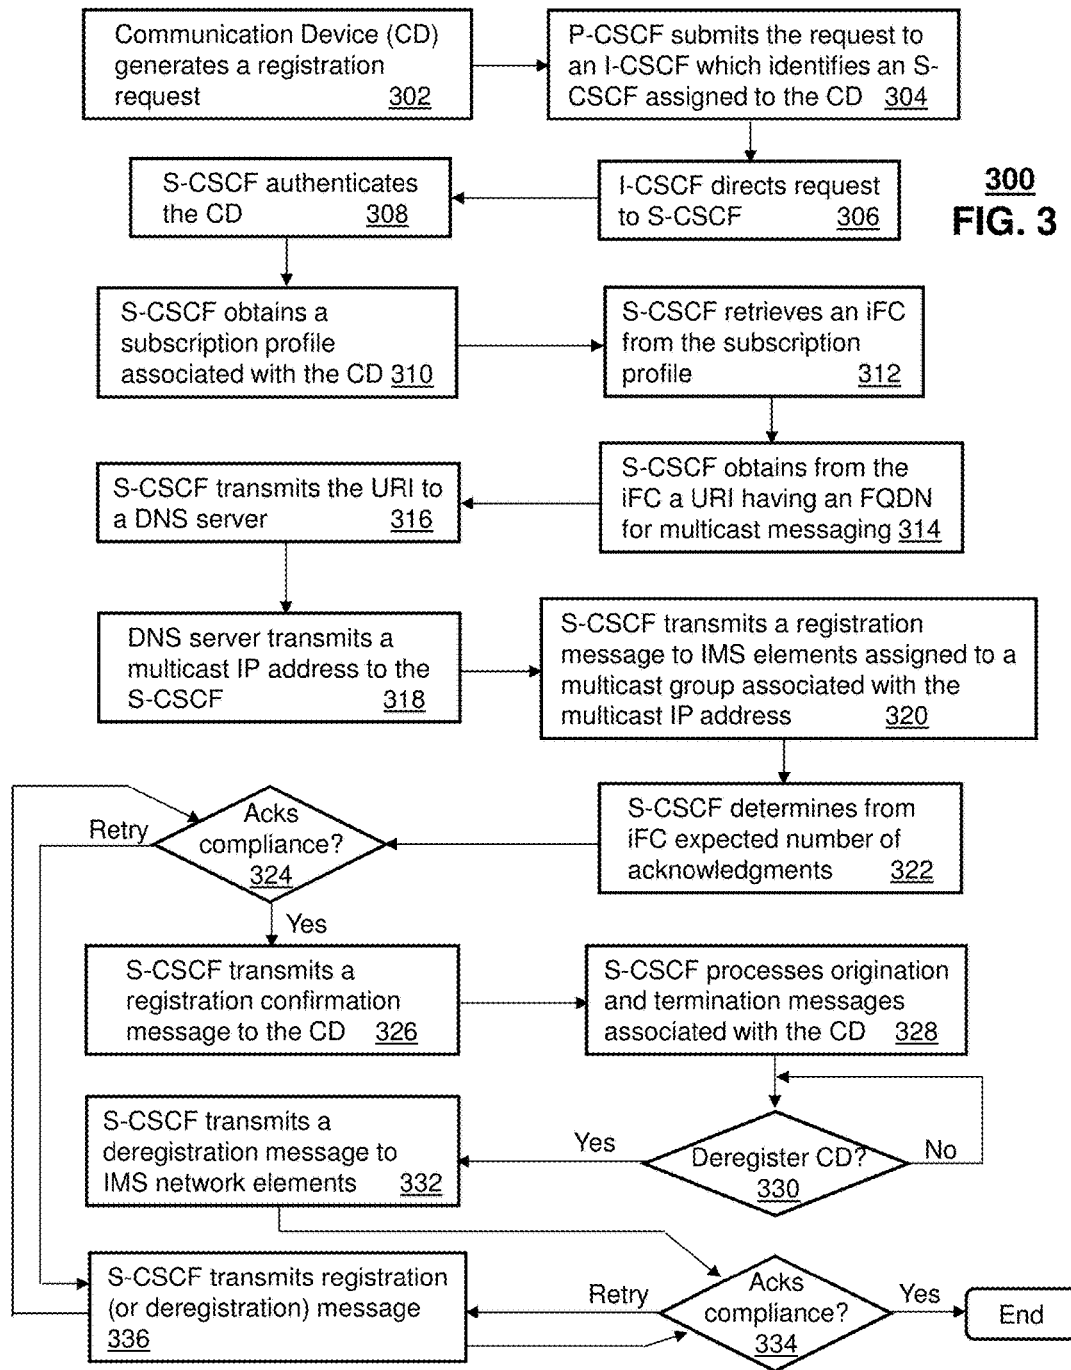 Communication Device (CD)
generates a registration
request 302
P-CSCF submits the request to
an I-CSCF which identifies an S-
CSCF assigned to the CD 304
S-CSCF authenticates
the CD 308
I-CSCF directs request
to S-CSCF 306
300
FIG. 3
S-CSCF obtains a
subscription profile
associated with the CD 310
S-CSCF retrieves an iFC
from the subscription
profile 312
S-CSCF transmits the URI to
a DNS server 316
S-CSCF obtains from the
iFC a URI having an FQDN
for multicast messaging 314
DNS server transmits a
multicast IP address to the
S-CSCF 318
S-CSCF transmits a registration
message to IMS elements assigned to a
multicast group associated with the
multicast IP address 320
Retry
Acks
compliance?
324
Yes
S-CSCF determines from
iFC expected number of
acknowledgments 322
S-CSCF transmits a
registration confirmation
message to the CD 326
S-CSCF processes origination
and termination messages
associated with the CD 328
S-CSCF transmits a
deregistration message to
IMS network elements 332
Yes
Deregister CD?
330
No
S-CSCF transmits registration
(or deregistration) message
336
Retry
Acks
compliance?
334
Yes
End